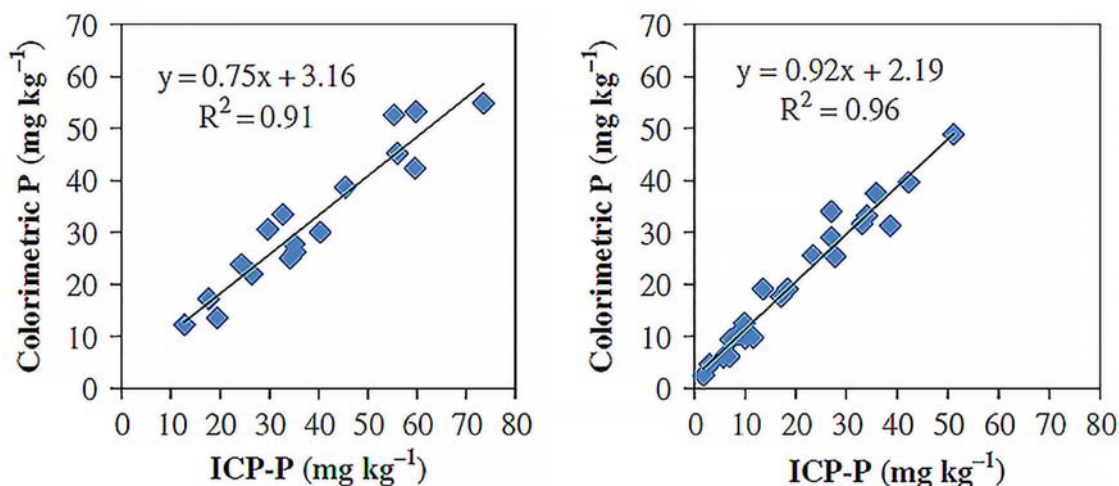 Colorimetric P (mg kg⁻¹)
70
60
50
40
30
20
10
0
y = 0.75x + 3.16
R² = 0.91
0 10 20 30 40 50 60 70 80
ICP-P (mg kg⁻¹)
Colorimetric P (mg kg⁻¹)
70
60
50
40
30
20
10
0
y = 0.92x + 2.19
R² = 0.96
0 10 20 30 40 50 60 70 80
ICP-P (mg kg⁻¹)